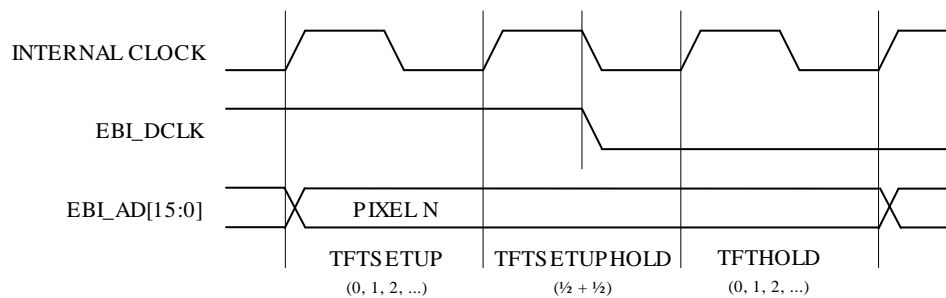 INTERNAL CLOCK
EBI_DCLK
EBI_AD[15:0]
PIXEL N
TFTSETUP
TFTSETUPHOLD
TFTHOLD
(0, 1, 2, ...)
(½ + ½)
(0, 1, 2, ...)